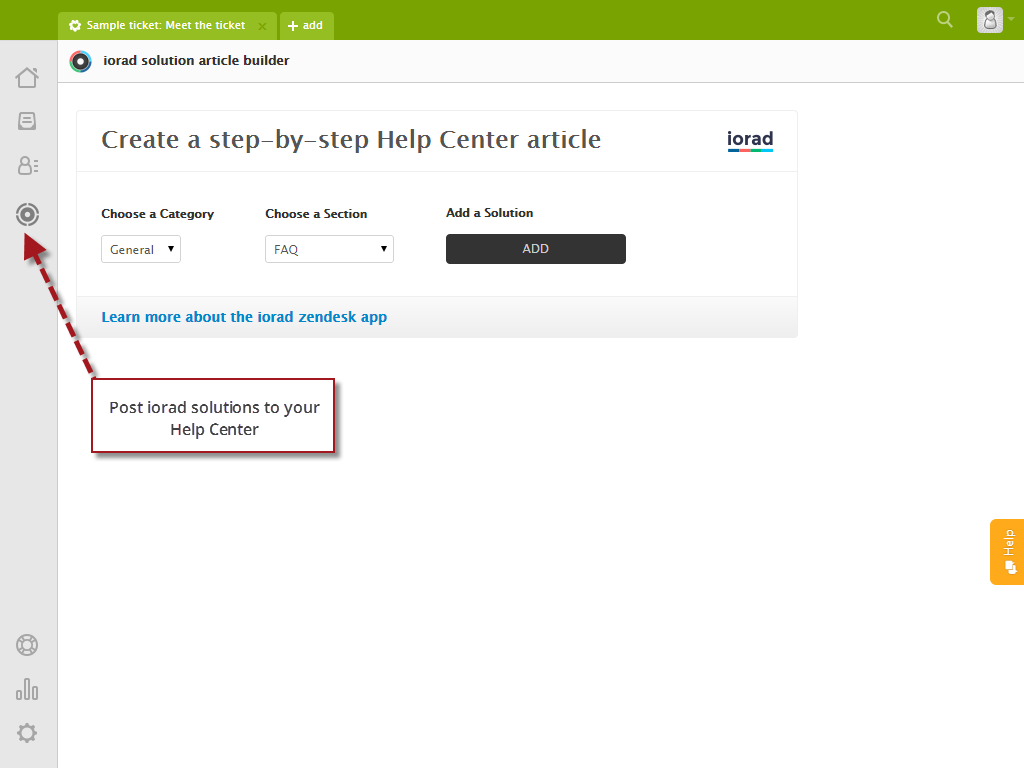 Sample ticket: Meet the ticket × + add
iorad solution article builder
Create a step-by-step Help Center article
iorad
Choose a Category Choose a Section Add a Solution
General FAQ ADD
Learn more about the iorad zendesk app
Post iorad solutions to your
Help Center
Help